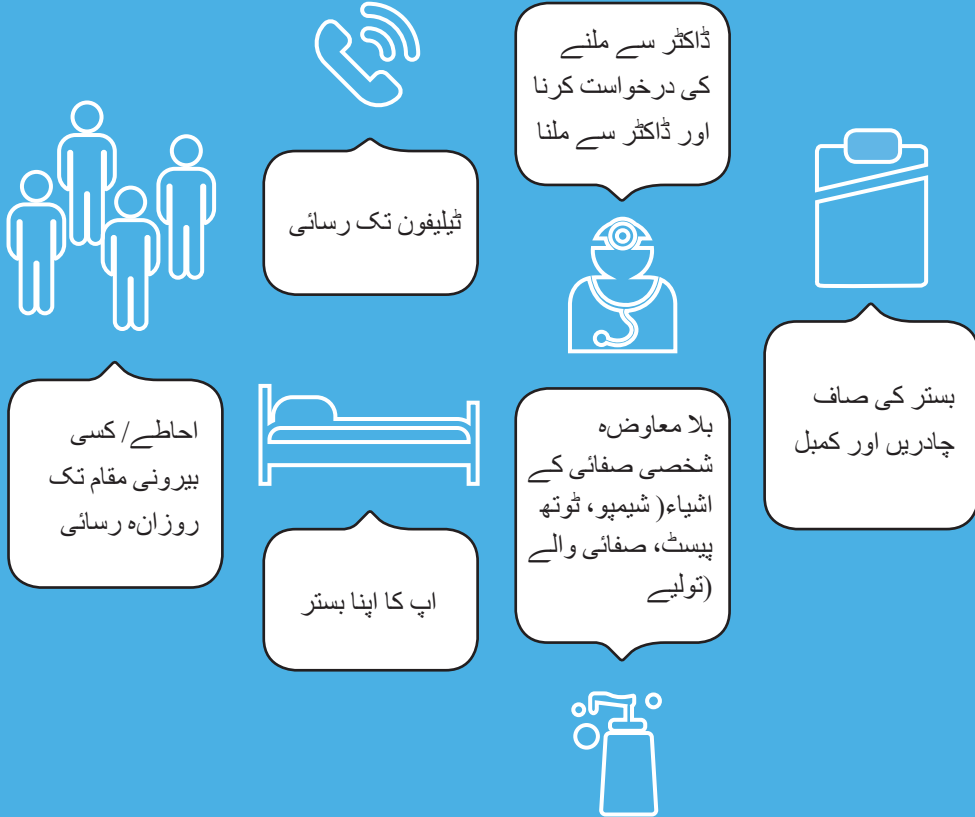 ڈاکٹر سے ملنے
کی درخواست کرنا
اور ڈاکٹر سے ملنا
ٹیلیفون تک رسائی
بستر کی صاف
چادریں اور کمبل
بلا معاوضہ
شخصی صفائی کے
اشیاء( شیمپو، ٹوتھ
پیسٹ، صفائی والے
(تولیے
احاطے/ کسی
بیرونی مقام تک
روزانہ رسائی
اپ کا اپنا بستر